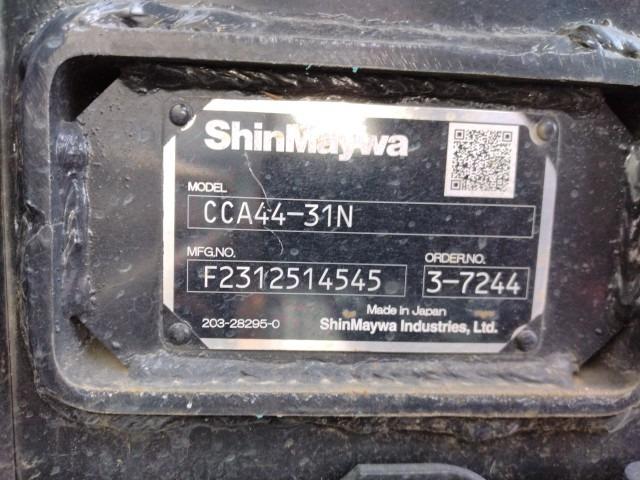 ShinMaywa
MODEL
CCA44-31N
MFG.NO.
ORDER.NO.
F2312514545
3-7244
Made in Japan
203-28295-0
ShinMaywa Industries, Ltd.